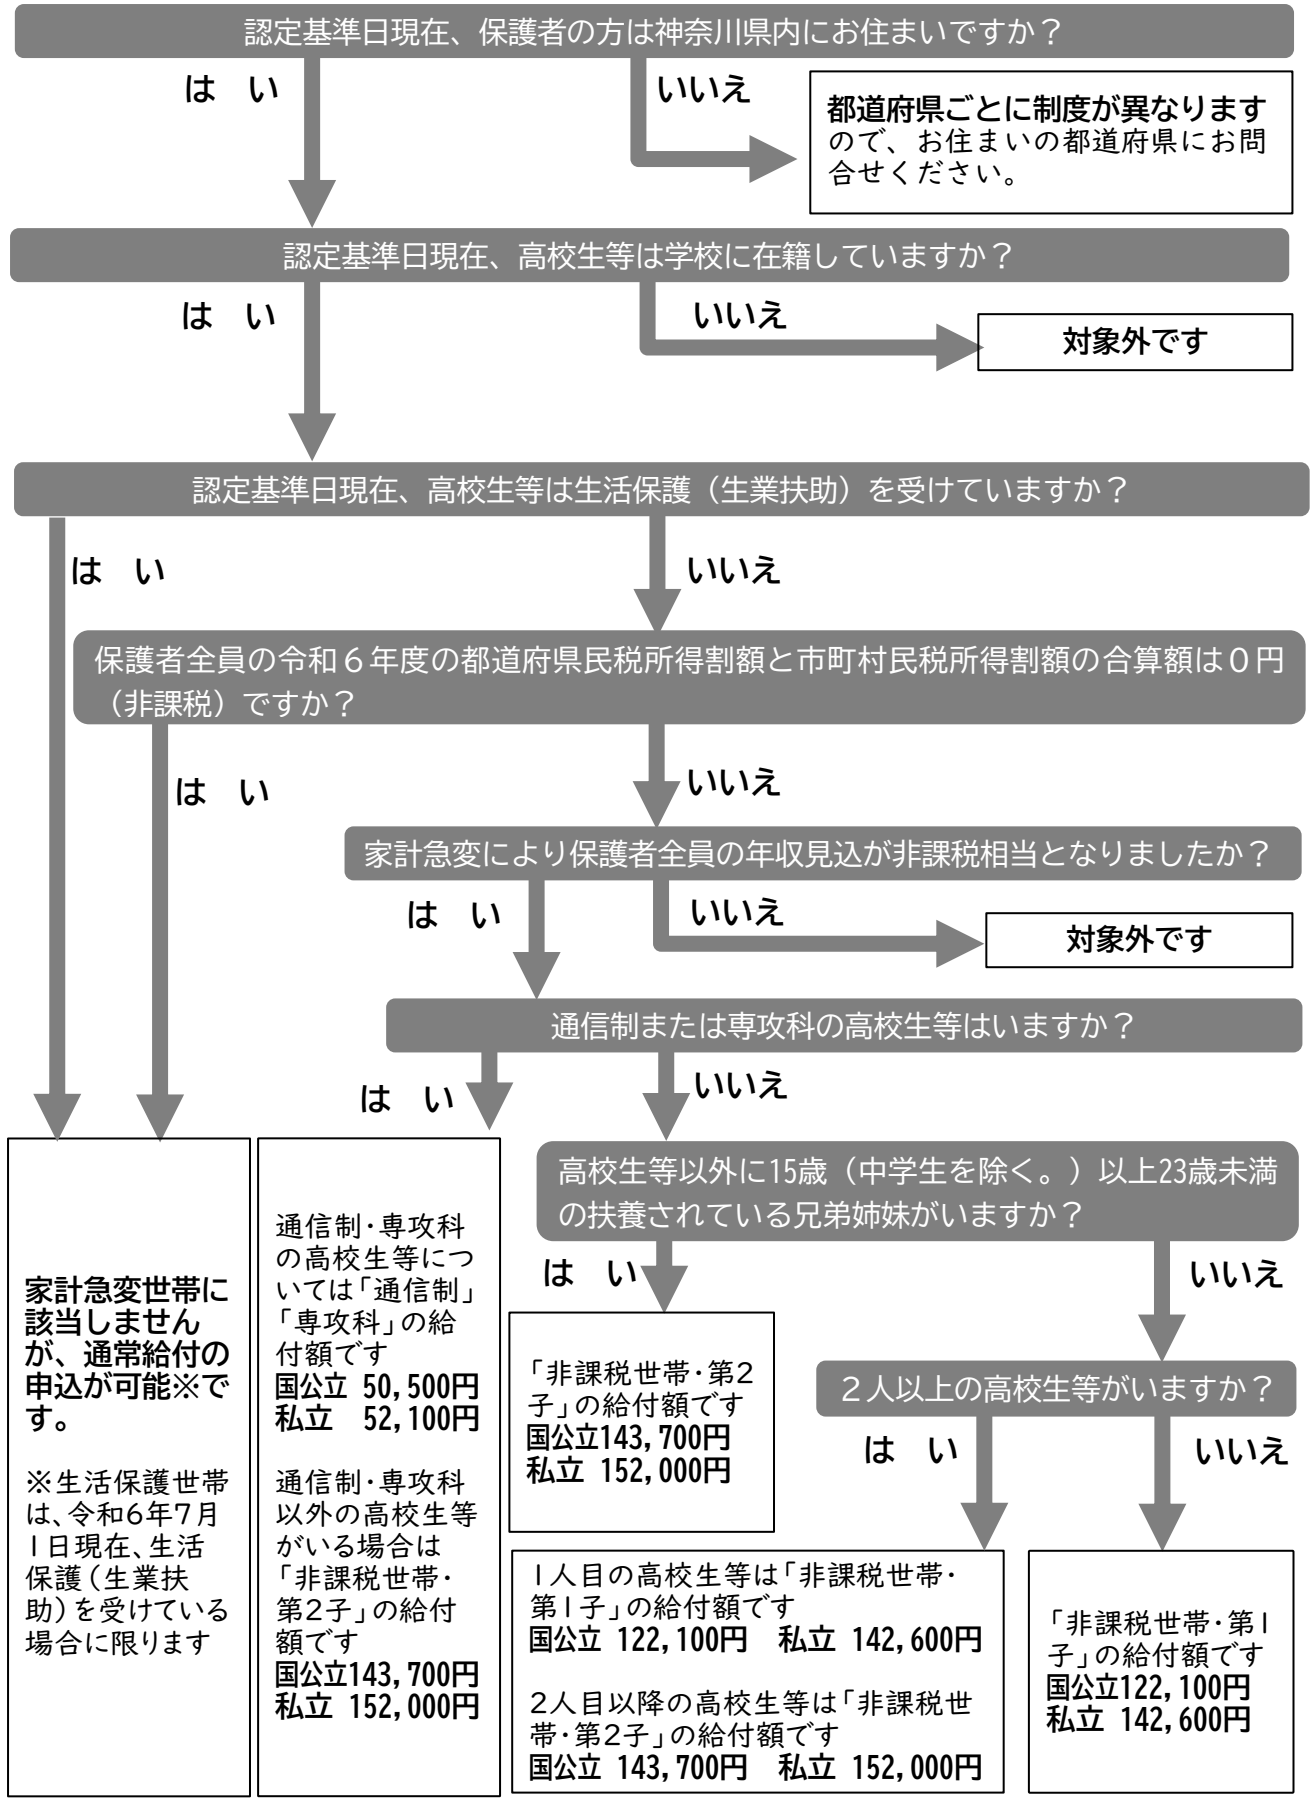 認定基準日現在、保護者の方は神奈川県内にお住まいですか？
は　い
いいえ
都道府県ごとに制度が異なります
ので、お住まいの都道府県にお問
合せください。
認定基準日現在、高校生等は学校に在籍していますか？
は　い
いいえ
対象外です
認定基準日現在、高校生等は生活保護（生業扶助）を受けていますか？
は　い
いいえ
保護者全員の令和６年度の都道府県民税所得割額と市町村民税所得割額の合算額は０円
（非課税）ですか？
は　い
いいえ
家計急変により保護者全員の年収見込が非課税相当となりましたか？
は　い
いいえ
対象外です
通信制または専攻科の高校生等はいますか？
は　い
いいえ
家計急変世帯に
該当しません
が、通常給付の
申込が可能※で
す。
※生活保護世帯
は、令和6年7月
1日現在、生活
保護（生業扶
助）を受けている
場合に限ります
通信制・専攻科
の高校生等につ
いては「通信制」
「専攻科」の給
付額です
国公立 50,500円
私立　52,100円
通信制・専攻科
以外の高校生等
がいる場合は
「非課税世帯・
第2子」の給付
額です
国公立143,700円
私立 152,000円
高校生等以外に15歳（中学生を除く。）以上23歳未満
の扶養されている兄弟姉妹がいますか？
は　い
いいえ
「非課税世帯・第2
子」の給付額です
国公立143,700円
私立 152,000円
２人以上の高校生等がいますか？
は　い
いいえ
1人目の高校生等は「非課税世帯・
第1子」の給付額です
国公立 122,100円　私立 142,600円
2人目以降の高校生等は「非課税世
帯・第2子」の給付額です
国公立 143,700円　私立 152,000円
「非課税世帯・第1
子」の給付額です
国公立122,100円
私立 142,600円